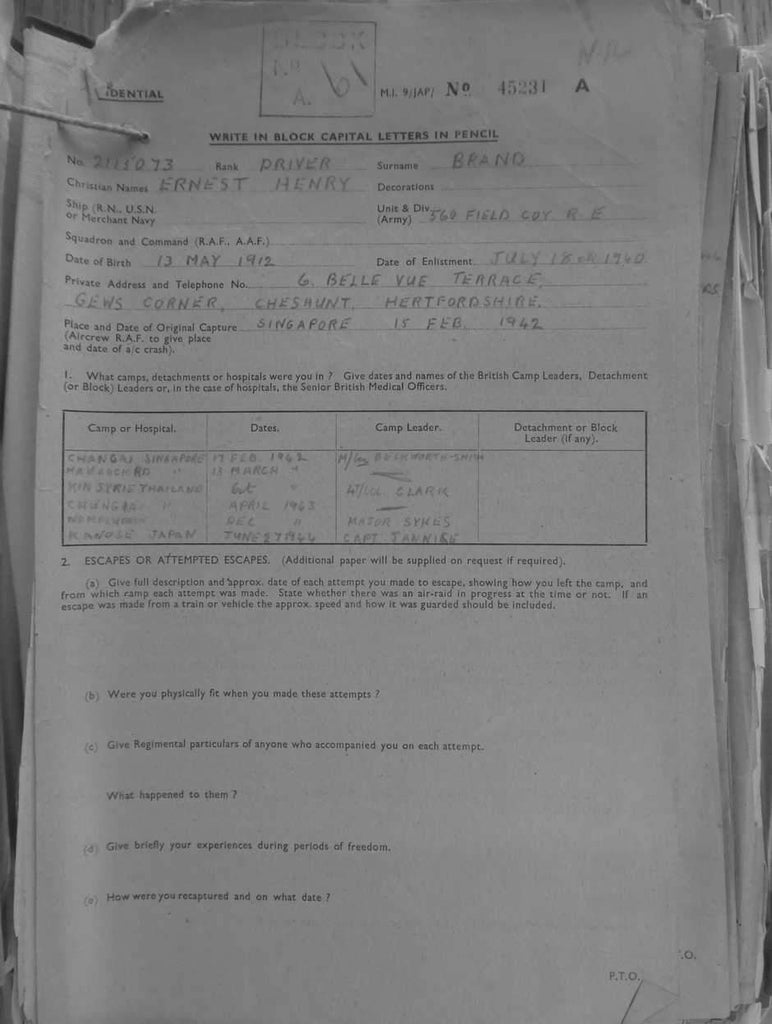 BLOCK
No
A. 6
DENTIAL
M.I. 9/JAP/ No 45231 A
WRITE IN BLOCK CAPITAL LETTERS IN PENCIL
No. 2115073 Rank DRIVER Surname BRAND
Christian Names ERNEST HENRY Decorations
Ship (R.N., U.S.N. or Merchant Navy
Unit & Div. (Army) 560 FIELD COY R E
Squadron and Command (R.A.F., A.A.F.)
Date of Birth 13 MAY 1912 Date of Enlistment JULY 18 1940
Private Address and Telephone No. 6. BELLE VUE TERRACE,
GEWS CORNER, CHESHUNT, HERTFORDSHIRE.
Place and Date of Original Capture SINGAPORE 15 FEB. 1942
(Aircrew R.A.F. to give place
and date of a/c crash).
1. What camps, detachments or hospitals were you in ? Give dates and names of the British Camp Leaders, Detachment
(or Block) Leaders or, in the case of hospitals, the Senior British Medical Officers.
Camp or Hospital. Dates. Camp Leader. Detachment or Block
Leader (if any).
CHANGAI SINGAPORE 17 FEB. 1942 M/Gen BECKWORTH-SMITH
RD " 13 MARCH "
THAILAND Oct " LT/COL CLARK
" APRIL 1943
" DEC " MAJOR SYKES
JAPAN JUNE 27 1944 CAPT
2. ESCAPES OR ATTEMPTED ESCAPES. (Additional paper will be supplied on request if required).
(a) Give full description and approx. date of each attempt you made to escape, showing how you left the camp, and
from which camp each attempt was made. State whether there was an air-raid in progress at the time or not. If an
escape was made from a train or vehicle the approx. speed and how it was guarded should be included.
(b) Were you physically fit when you made these attempts ?
(c) Give Regimental particulars of anyone who accompanied you on each attempt.
What happened to them ?
(d) Give briefly your experiences during periods of freedom.
(e) How were you recaptured and on what date ?
.O.
P.T.O.